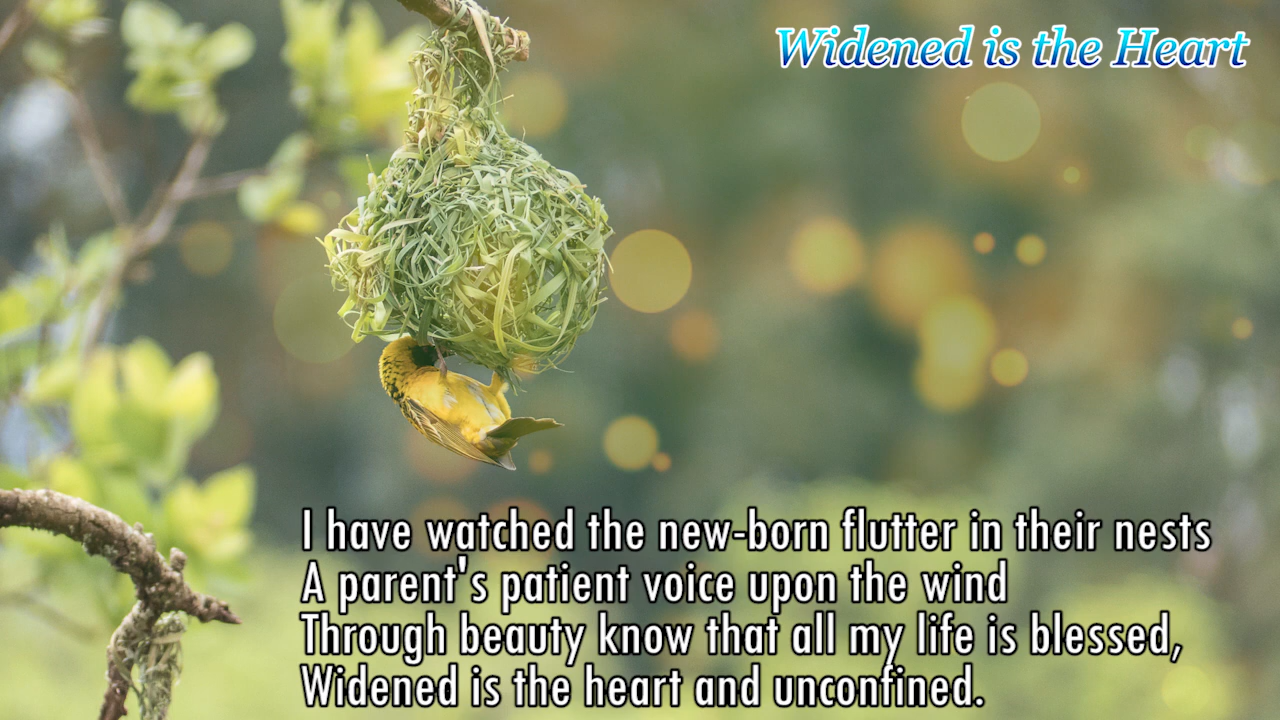 Widened is the Heart
I have watched the new-born flutter in their nests
A parent's patient voice upon the wind
Through beauty know that all my life is blessed,
Widened is the heart and unconfined.